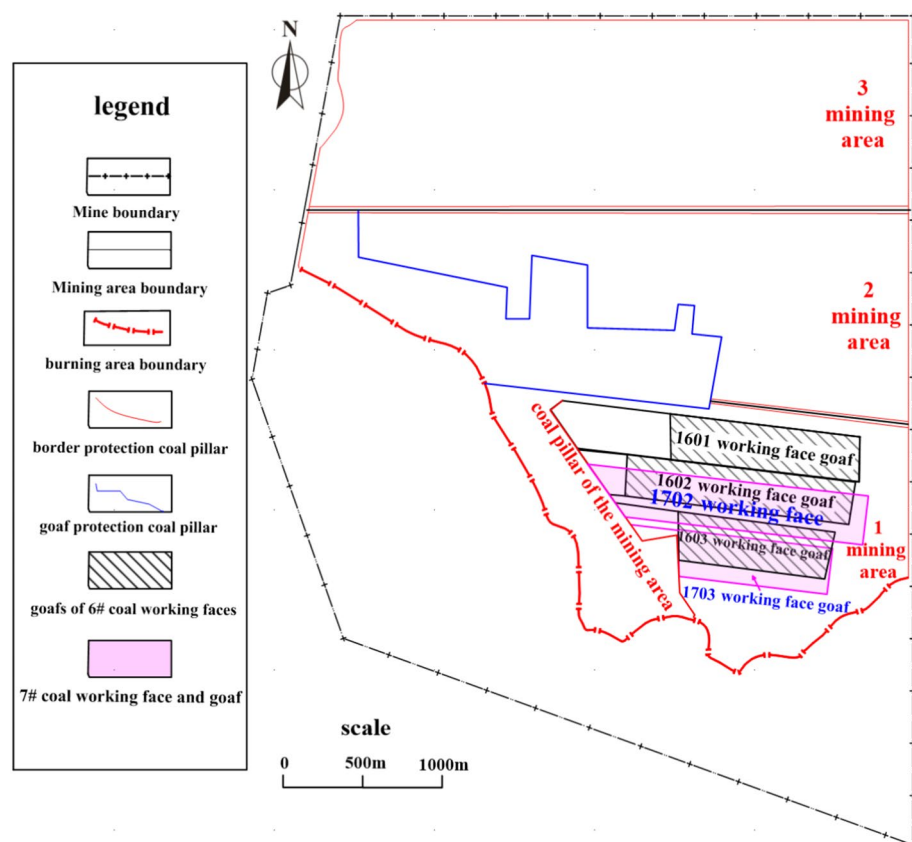 N
legend
Mine boundary
Mining area boundary
burning area boundary
border protection coal pillar
goaf protection coal pillar
goafs of 6# coal working faces
7# coal working face and goaf
3
mining
area
2
mining
area
coal pillar of the mining area
1601 working face goaf
1602 working face goaf
1702 working face
1603 working face goaf
1
mining
area
1703 working face goaf
scale
0 500m 1000m